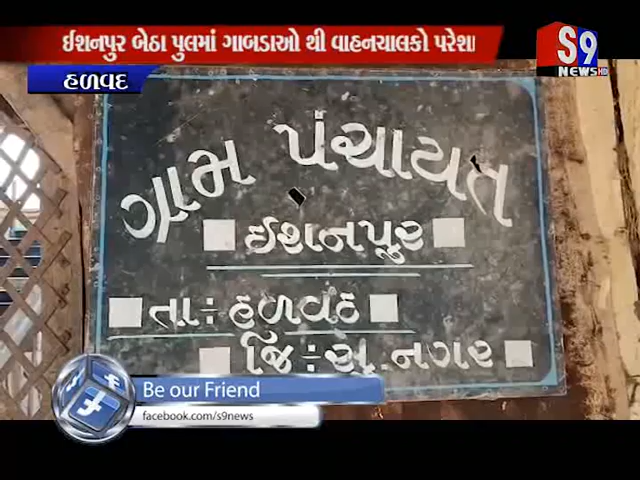 ઈશનપુર બેઠા પુલમાં ગાબડાઓ થી વાહનચાલકો પરેશા
S9
NEWS HD
હળવદ
ગ્રામ પંચાયત
ઈશનપુર
તા ÷ હળવદ
જિ ÷ સુ. નગર
Be our Friend
facebook.com/s9news